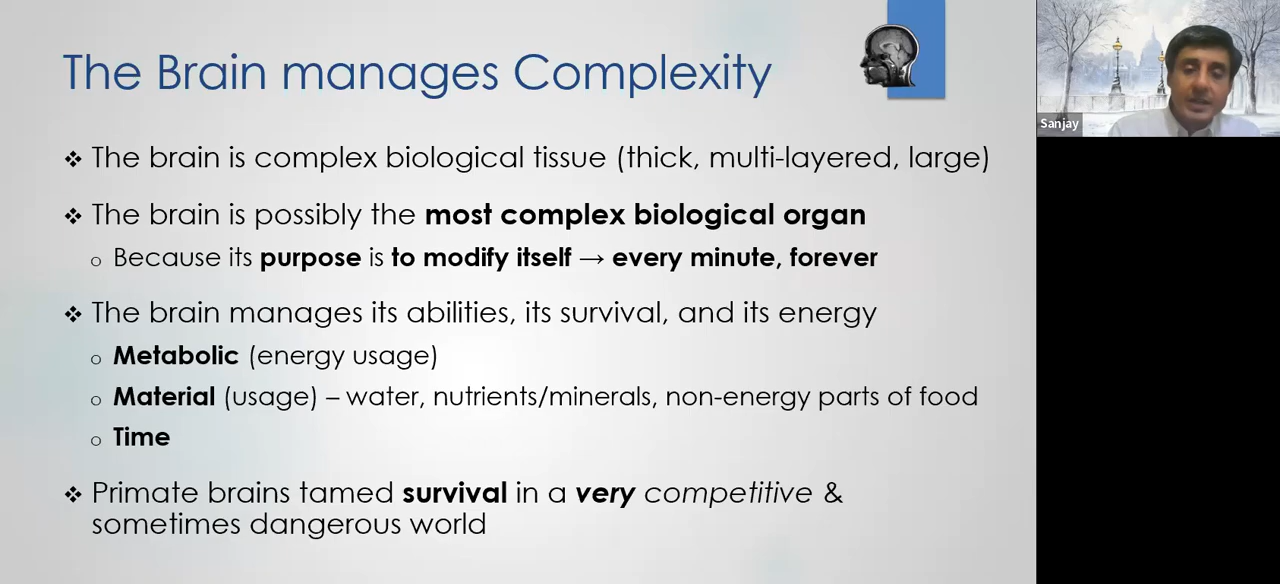 The Brain manages Complexity
❖ The brain is complex biological tissue (thick, multi-layered, large)
❖ The brain is possibly the most complex biological organ
o Because its purpose is to modify itself → every minute, forever
❖ The brain manages its abilities, its survival, and its energy
o Metabolic (energy usage)
o Material (usage) – water, nutrients/minerals, non-energy parts of food
o Time
❖ Primate brains tamed survival in a very competitive &
sometimes dangerous world
Sanjay